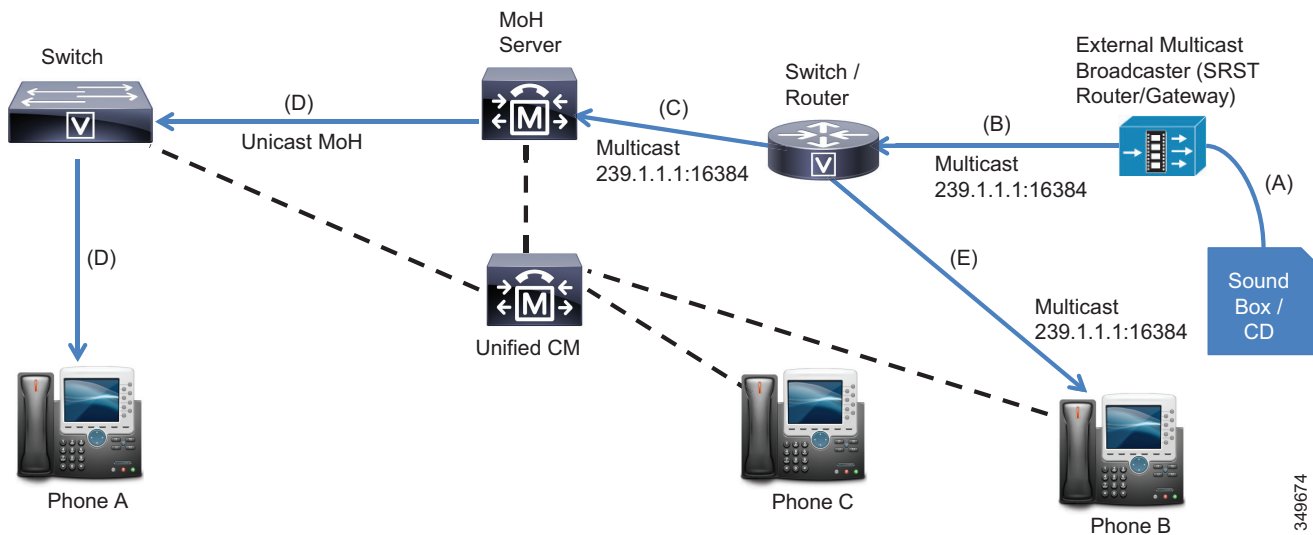 MoH
Server
Switch
External Multicast
Broadcaster (SRST
Router/Gateway)
Switch /
Router
(D)
Unicast MoH
(C)
Multicast
239.1.1.1:16384
(B)
Multicast
239.1.1.1:16384
(A)
V
M
V
(D)
M
Unified CM
(E)
Multicast
239.1.1.1:16384
Sound
Box /
CD
Phone A
Phone C
Phone B
349674